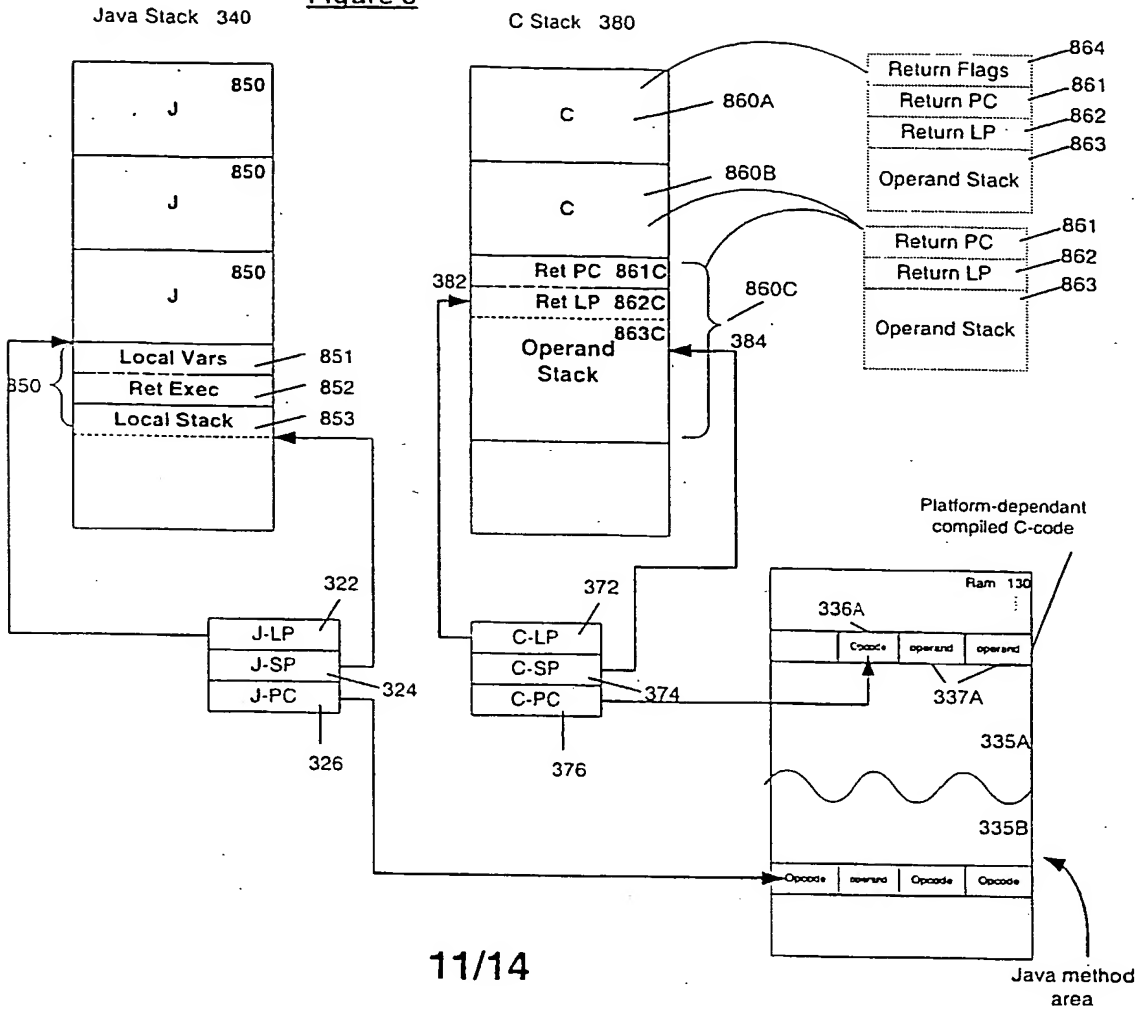 Java Stack 340
C Stack 380
850
J
850
J
850
J
Local Vars 851
850
Ret Exec 852
Local Stack 853
C
860A
C
860B
382
Ret PC 861C
Ret LP 862C
863C
Operand
Stack
860C
384
864
Return Flags
861
Return PC
862
Return LP
863
Operand Stack
861
Return PC
862
Return LP
863
Operand Stack
322
J-LP
J-SP
324
J-PC
326
372
C-LP
C-SP
374
C-PC
376
Platform-dependant
compiled C-code
Ram 130
336A
Opcode operand operand
337A
335A
335B
Opcode operand Opcode Opcode
Java method
area
11/14